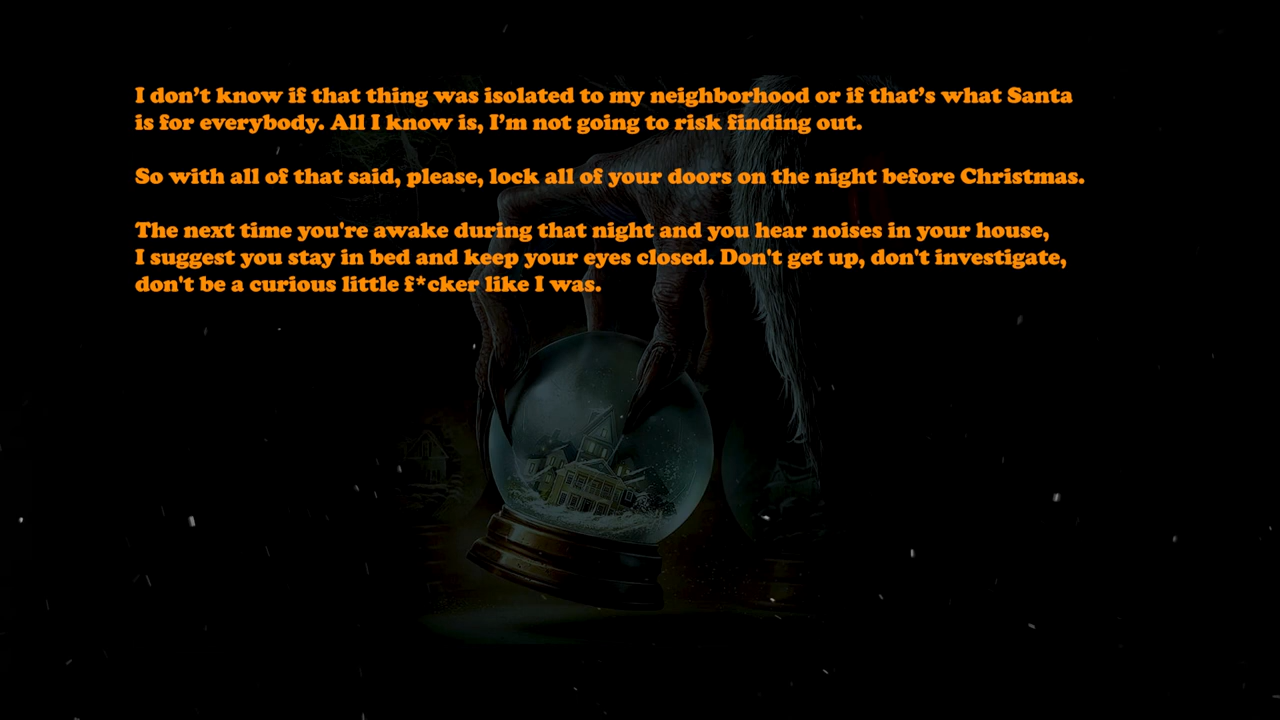 I don’t know if that thing was isolated to my neighborhood or if that’s what Santa
is for everybody. All I know is, I’m not going to risk finding out.
So with all of that said, please, lock all of your doors on the night before Christmas.
The next time you're awake during that night and you hear noises in your house,
I suggest you stay in bed and keep your eyes closed. Don't get up, don't investigate,
don't be a curious little f*cker like I was.